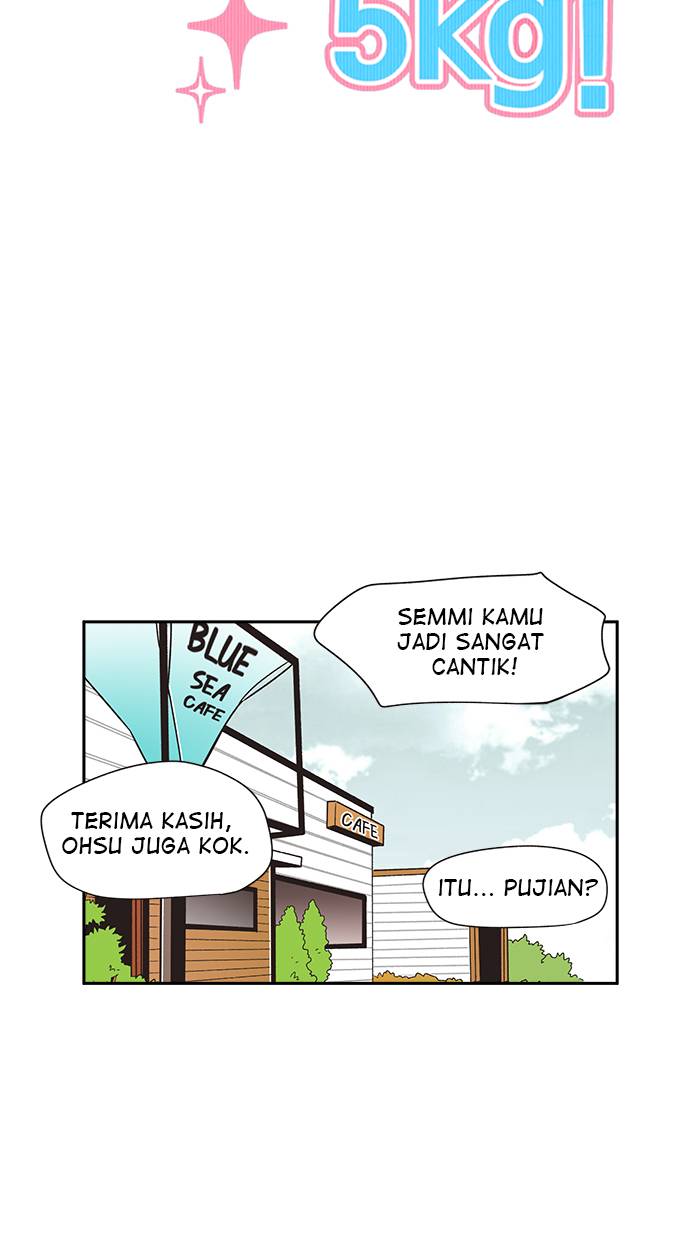 5kg!
SEMMI KAMU
JADI SANGAT
CANTIK!
BLUE
SEA
CAFE
TERIMA KASIH,
OHSU JUGA KOK.
CAFE
ITU... PUJIAN?